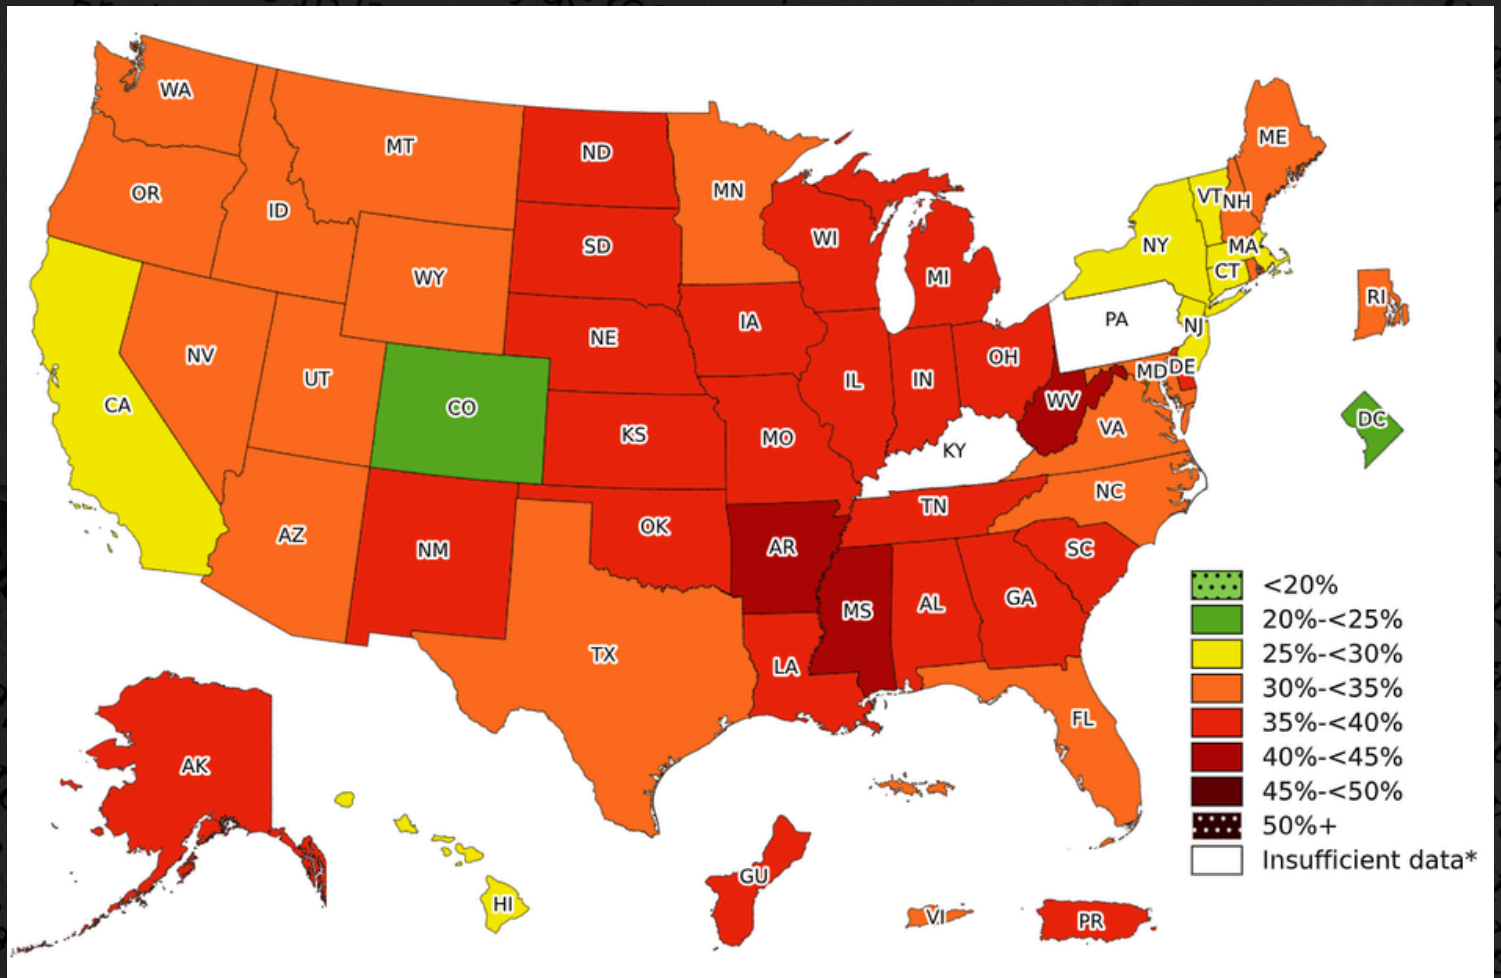 WA
MT
ND
MN
ME
OR
ID
SD
WI
VT
NH
NY
MA
WY
CT
MI
RI
NE
IA
PA
NJ
NV
UT
CO
IL
IN
OH
MD
DE
CA
WV
DC
KS
MO
VA
KY
NC
AZ
NM
OK
TN
AR
SC
MS
AL
GA
TX
LA
FL
AK
HI
GU
VI
PR
<20%
20%-<25%
25%-<30%
30%-<35%
35%-<40%
40%-<45%
45%-<50%
50%+
Insufficient data*